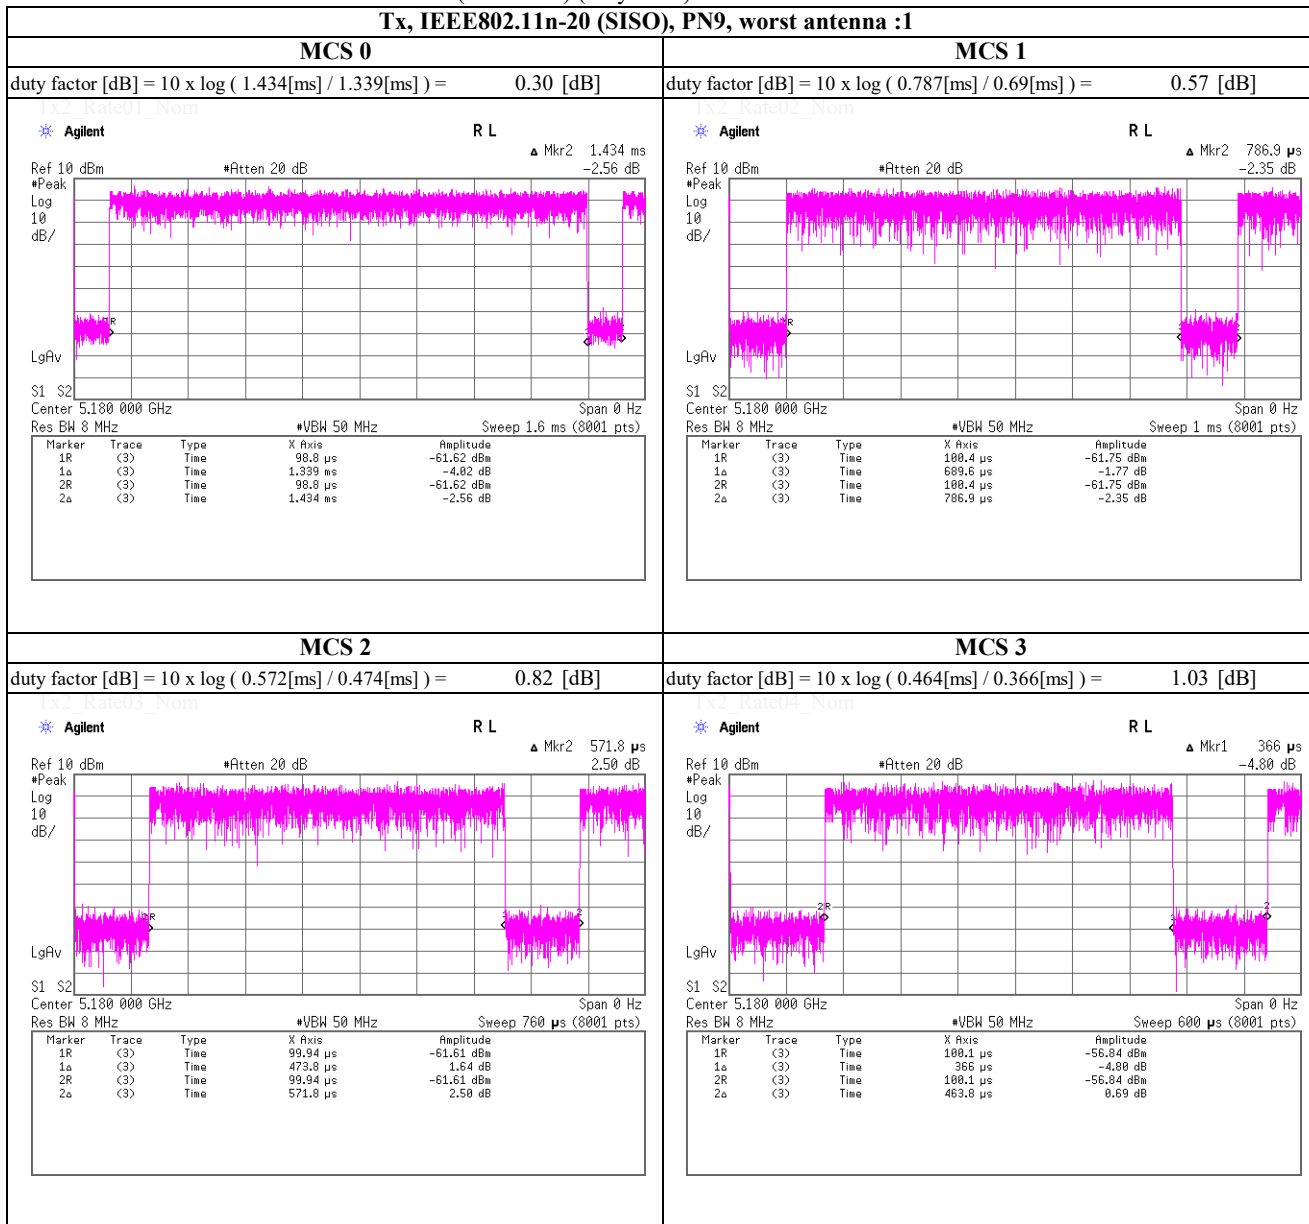 Tx, IEEE802.11n-20 (SISO), PN9, worst antenna :1
MCS 0
duty factor [dB] = 10 x log ( 1.434[ms] / 1.339[ms] ) = 0.30 [dB]
Tx2_Rate01_Nom
Agilent R L
Δ Mkr2 1.434 ms
Ref 10 dBm #Atten 20 dB -2.56 dB
#Peak
Log
10
dB/
1R
LgAv
S1 S2
Center 5.180 000 GHz Span 0 Hz
Res BW 8 MHz #VBW 50 MHz Sweep 1.6 ms (8001 pts)
Marker Trace Type X Axis Amplitude
1R (3) Time 98.8 µs -61.62 dBm
1Δ (3) Time 1.339 ms -4.02 dB
2R (3) Time 98.8 µs -61.62 dBm
2Δ (3) Time 1.434 ms -2.56 dB
MCS 1
duty factor [dB] = 10 x log ( 0.787[ms] / 0.69[ms] ) = 0.57 [dB]
Tx2_Rate02_Nom
Agilent R L
Δ Mkr2 786.9 µs
Ref 10 dBm #Atten 20 dB -2.35 dB
#Peak
Log
10
dB/
LgAv
S1 S2
Center 5.180 000 GHz Span 0 Hz
Res BW 8 MHz #VBW 50 MHz Sweep 1 ms (8001 pts)
Marker Trace Type X Axis Amplitude
1R (3) Time 100.4 µs -61.75 dBm
1Δ (3) Time 689.6 µs -1.77 dB
2R (3) Time 100.4 µs -61.75 dBm
2Δ (3) Time 786.9 µs -2.35 dB
MCS 2
duty factor [dB] = 10 x log ( 0.572[ms] / 0.474[ms] ) = 0.82 [dB]
Tx2_Rate03_Nom
Agilent R L
Δ Mkr2 571.8 µs
Ref 10 dBm #Atten 20 dB 2.50 dB
#Peak
Log
10
dB/
LgAv
S1 S2
Center 5.180 000 GHz Span 0 Hz
Res BW 8 MHz #VBW 50 MHz Sweep 760 µs (8001 pts)
Marker Trace Type X Axis Amplitude
1R (3) Time 99.94 µs -61.61 dBm
1Δ (3) Time 473.8 µs 1.64 dB
2R (3) Time 99.94 µs -61.61 dBm
2Δ (3) Time 571.8 µs 2.50 dB
MCS 3
duty factor [dB] = 10 x log ( 0.464[ms] / 0.366[ms] ) = 1.03 [dB]
Tx2_Rate04_Nom
Agilent R L
Δ Mkr1 366 µs
Ref 10 dBm #Atten 20 dB -4.80 dB
#Peak
Log
10
dB/
2R
2
LgAv
S1 S2
Center 5.180 000 GHz Span 0 Hz
Res BW 8 MHz #VBW 50 MHz Sweep 600 µs (8001 pts)
Marker Trace Type X Axis Amplitude
1R (3) Time 100.1 µs -56.84 dBm
1Δ (3) Time 366 µs -4.80 dB
2R (3) Time 100.1 µs -56.84 dBm
2Δ (3) Time 463.8 µs 0.69 dB